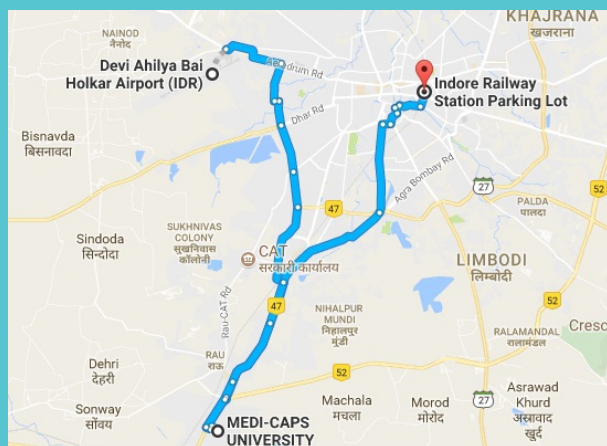 KHAJRANA
खजराना
NAINOD
नैनोद
Devi Ahilya Bai
Holkar Airport (IDR)
drum Rd
Indore Railway
Station Parking Lot
Dhar Rd
Bisnavda
बिसनावदा
Agra Bombay Rd
27
52
47
PALDA
पालदा
SUKHNIVAS
COLONY
सुखनिवास
कॉलोनी
Sindoda
सिन्दोदा
CAT
सरकारी कार्यालय
LIMBODI
लिम्बोदी
27
Rau-CAT Rd
47
NIHALPUR
MUNDI
निहालपुर
मुंडी
52
RALAMANDAL
रालामंडल
Cresc
RAU
राऊ
Dehri
देहरी
52
Sonway
सोंवय
Machala
मचला
Morod
मोरोद
Asrawad
Khurd
अस्रावाद
खुर्द
MEDI-CAPS
UNIVERSITY